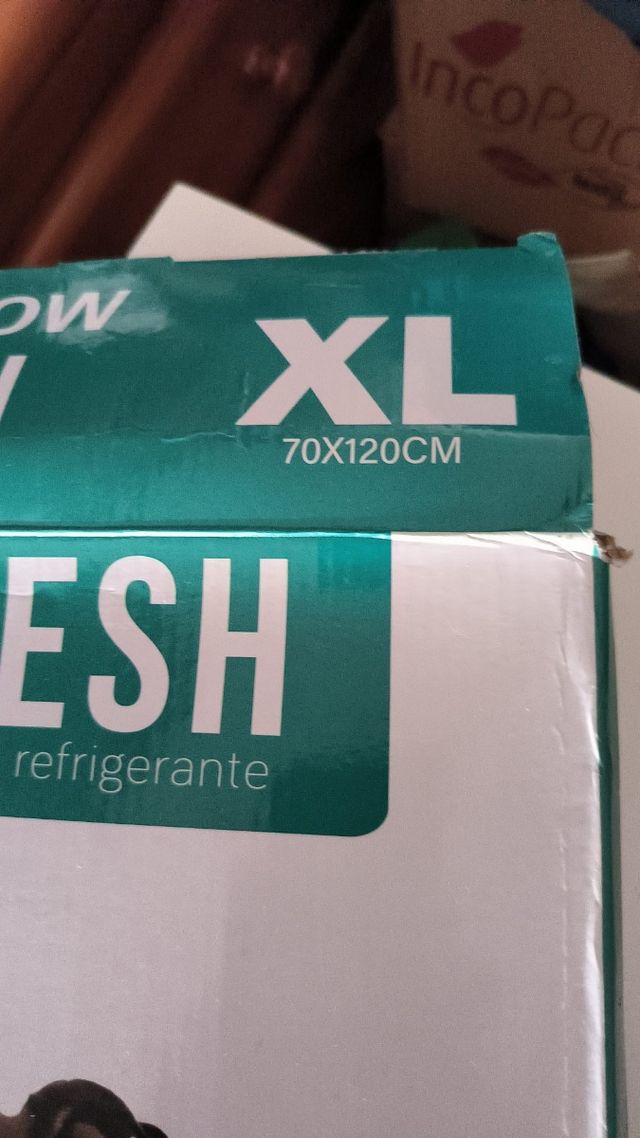 IncoPac
OW
XL
70X120CM
ESH
refrigerante